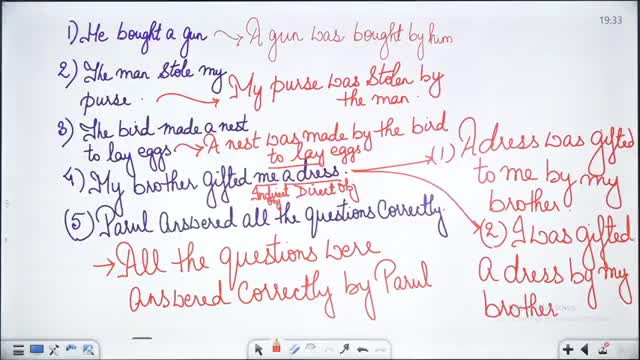 19:33
1) He bought a gun → A gun was bought by him
2) The man stole my → My purse was Stolen by
purse. the man.
3) The bird made a nest
to lay eggs → A nest was made by the bird
to lay eggs
4) My brother gifted me a dress.
Indirect obj Direct obj
(1) A dress was gifted
to me by my
brother.
(2) I was gifted
A dress by my
brother
(5) Parul Answered all the questions Correctly.
→ All the questions were
answered Correctly by Parul